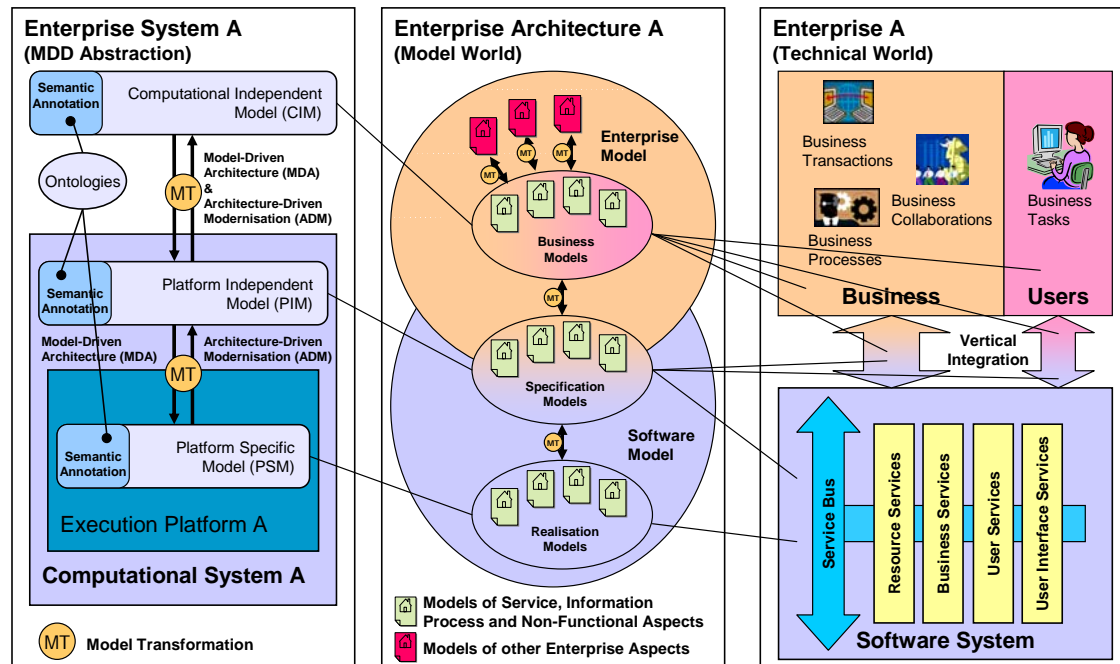 Enterprise System A
(MDD Abstraction)
Semantic
Annotation
Computational Independent
Model (CIM)
Ontologies
MT
Model-Driven
Architecture (MDA)
&
Architecture-Driven
Modernisation (ADM)
Semantic
Annotation
Platform Independent
Model (PIM)
Model-Driven
Architecture (MDA)
Architecture-Driven
Modernisation (ADM)
MT
Semantic
Annotation
Platform Specific
Model (PSM)
Execution Platform A
Computational System A
MT
Model Transformation
Enterprise Architecture A
(Model World)
Enterprise
Model
MT
MT
MT
Business
Models
MT
Specification
Models
Software
Model
MT
Realisation
Models
Models of Service, Information
Process and Non-Functional Aspects
Models of other Enterprise Aspects
Enterprise A
(Technical World)
Business
Transactions
Business
Collaborations
Business
Processes
Business
Business
Tasks
Users
Vertical
Integration
Service Bus
Resource Services
Business Services
User Services
User Interface Services
Software System